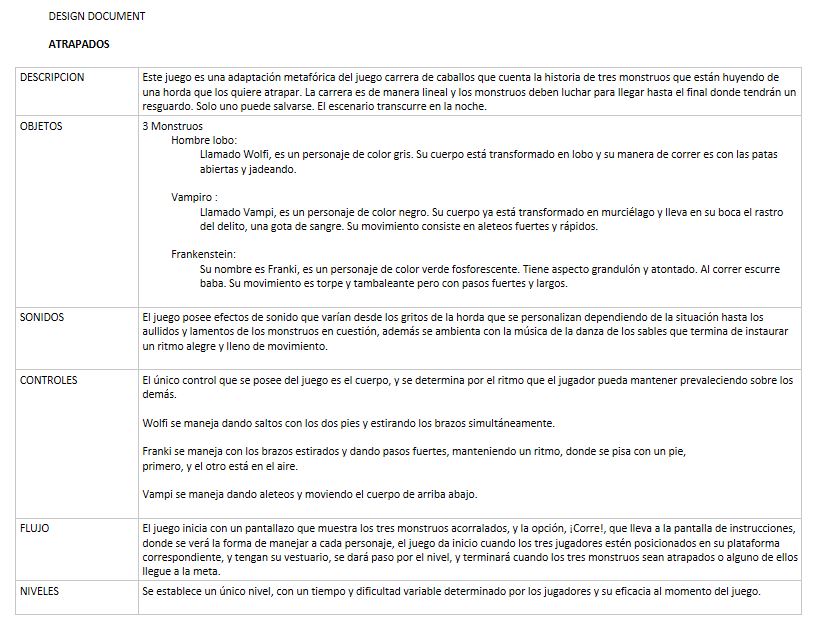 DESIGN DOCUMENT
ATRAPADOS
DESCRIPCION
Este juego es una adaptación metafórica del juego carrera de caballos que cuenta la historia de tres monstruos que están huyendo de
una horda que los quiere atrapar. La carrera es de manera lineal y los monstruos deben luchar para llegar hasta el final donde tendrán un
resguardo. Solo uno puede salvarse. El escenario transcurre en la noche.
OBJETOS
3 Monstruos
Hombre lobo:
Llamado Wolfi, es un personaje de color gris. Su cuerpo está transformado en lobo y su manera de correr es con las patas
abiertas y jadeando.
Vampiro :
Llamado Vampi, es un personaje de color negro. Su cuerpo ya está transformado en murciélago y lleva en su boca el rastro
del delito, una gota de sangre. Su movimiento consiste en aleteos fuertes y rápidos.
Frankenstein:
Su nombre es Franki, es un personaje de color verde fosforescente. Tiene aspecto grandulón y atontado. Al correr escurre
baba. Su movimiento es torpe y tambaleante pero con pasos fuertes y largos.
SONIDOS
El juego posee efectos de sonido que varían desde los gritos de la horda que se personalizan dependiendo de la situación hasta los
aullidos y lamentos de los monstruos en cuestión, además se ambienta con la música de la danza de los sables que termina de instaurar
un ritmo alegre y lleno de movimiento.
CONTROLES
El único control que se posee del juego es el cuerpo, y se determina por el ritmo que el jugador pueda mantener prevaleciendo sobre los
demás.
Wolfi se maneja dando saltos con los dos pies y estirando los brazos simultáneamente.
Franki se maneja con los brazos estirados y dando pasos fuertes, manteniendo un ritmo, donde se pisa con un pie,
primero, y el otro está en el aire.
Vampi se maneja dando aleteos y moviendo el cuerpo de arriba abajo.
FLUJO
El juego inicia con un pantallazo que muestra los tres monstruos acorralados, y la opción, ¡Corre!, que lleva a la pantalla de instrucciones,
donde se verá la forma de manejar a cada personaje, el juego da inicio cuando los tres jugadores estén posicionados en su plataforma
correspondiente, y tengan su vestuario, se dará paso por el nivel, y terminará cuando los tres monstruos sean atrapados o alguno de ellos
llegue a la meta.
NIVELES
Se establece un único nivel, con un tiempo y dificultad variable determinado por los jugadores y su eficacia al momento del juego.